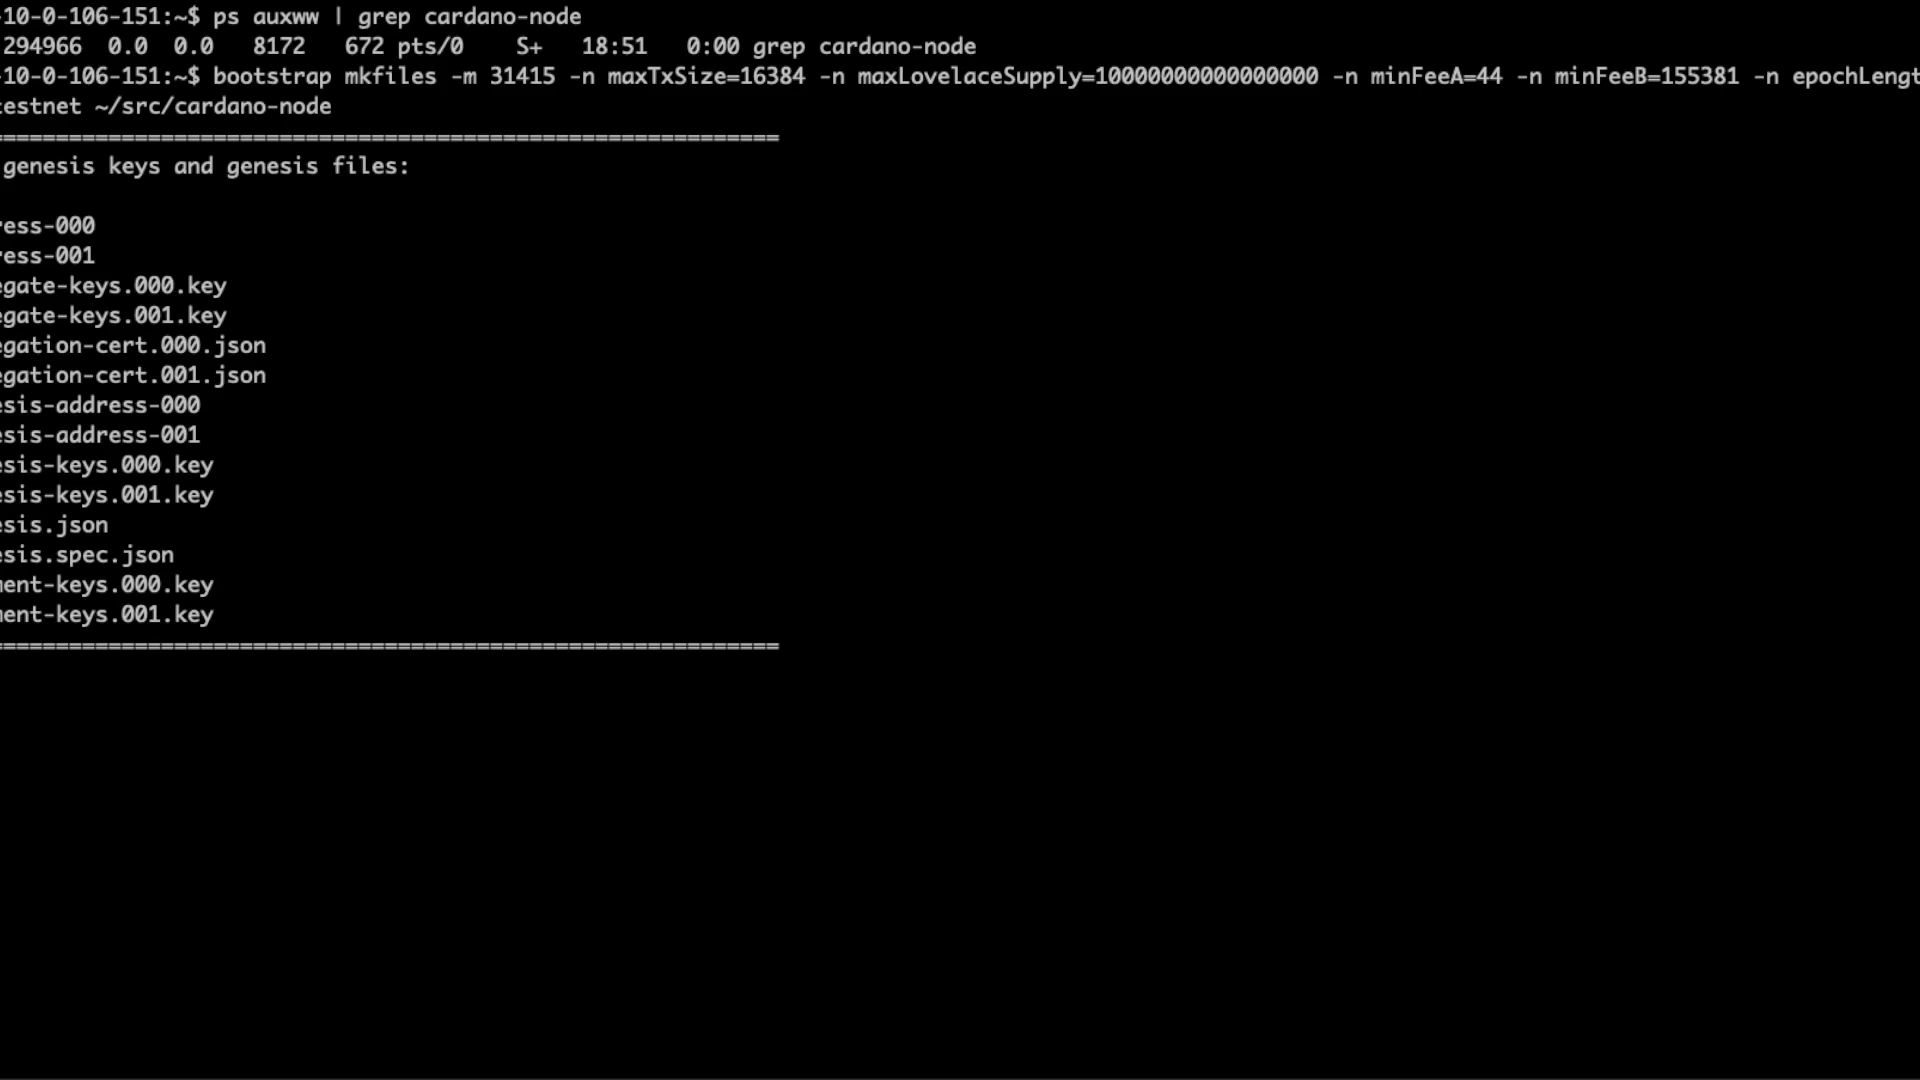 10-0-106-151:~$ ps auxww | grep cardano-node
294966 0.0 0.0 8172 672 pts/0 S+ 18:51 0:00 grep cardano-node
10-0-106-151:~$ bootstrap mkfiles -m 31415 -n maxTxSize=16384 -n maxLovelaceSupply=10000000000000000 -n minFeeA=44 -n minFeeB=155381 -n epochLengt
testnet ~/src/cardano-node
===========================================================
genesis keys and genesis files:
ress-000
ress-001
egate-keys.000.key
egate-keys.001.key
egation-cert.000.json
egation-cert.001.json
esis-address-000
esis-address-001
esis-keys.000.key
esis-keys.001.key
esis.json
esis.spec.json
ment-keys.000.key
ment-keys.001.key
===========================================================